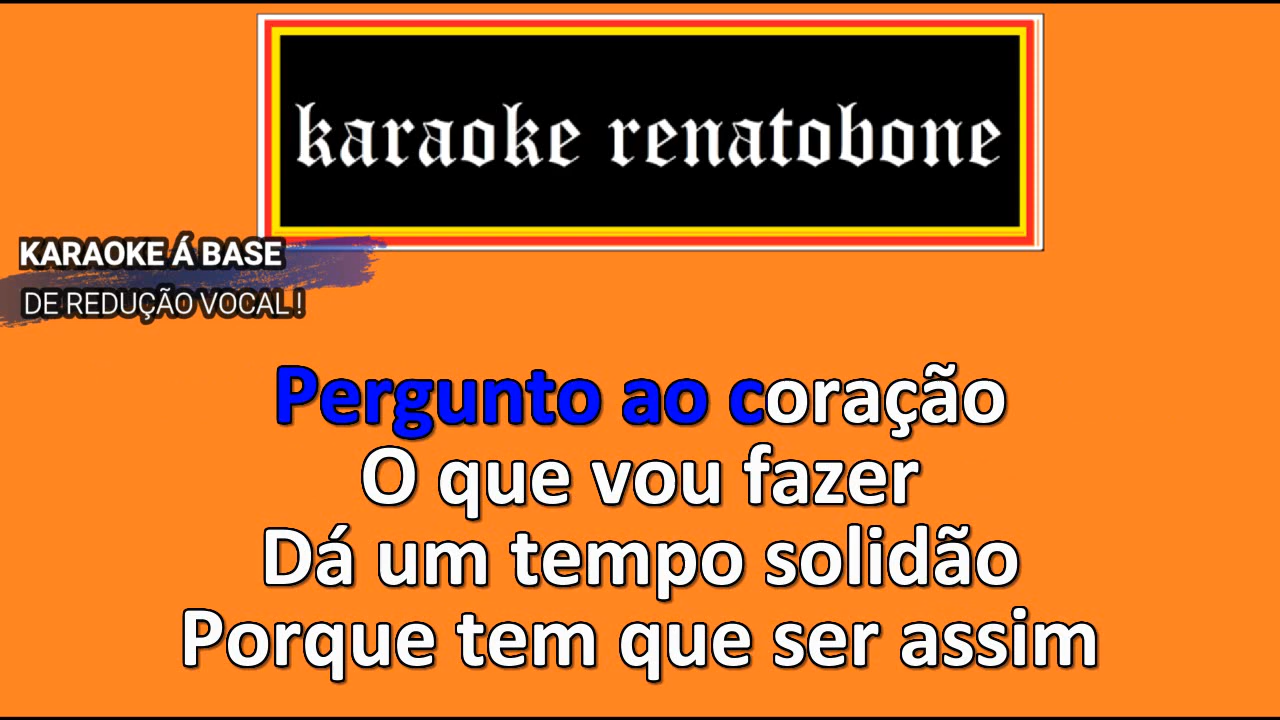 karaoke renatobone
KARAOKE Á BASE
DE REDUÇÃO VOCAL !
Pergunto ao coração
O que vou fazer
Dá um tempo solidão
Porque tem que ser assim